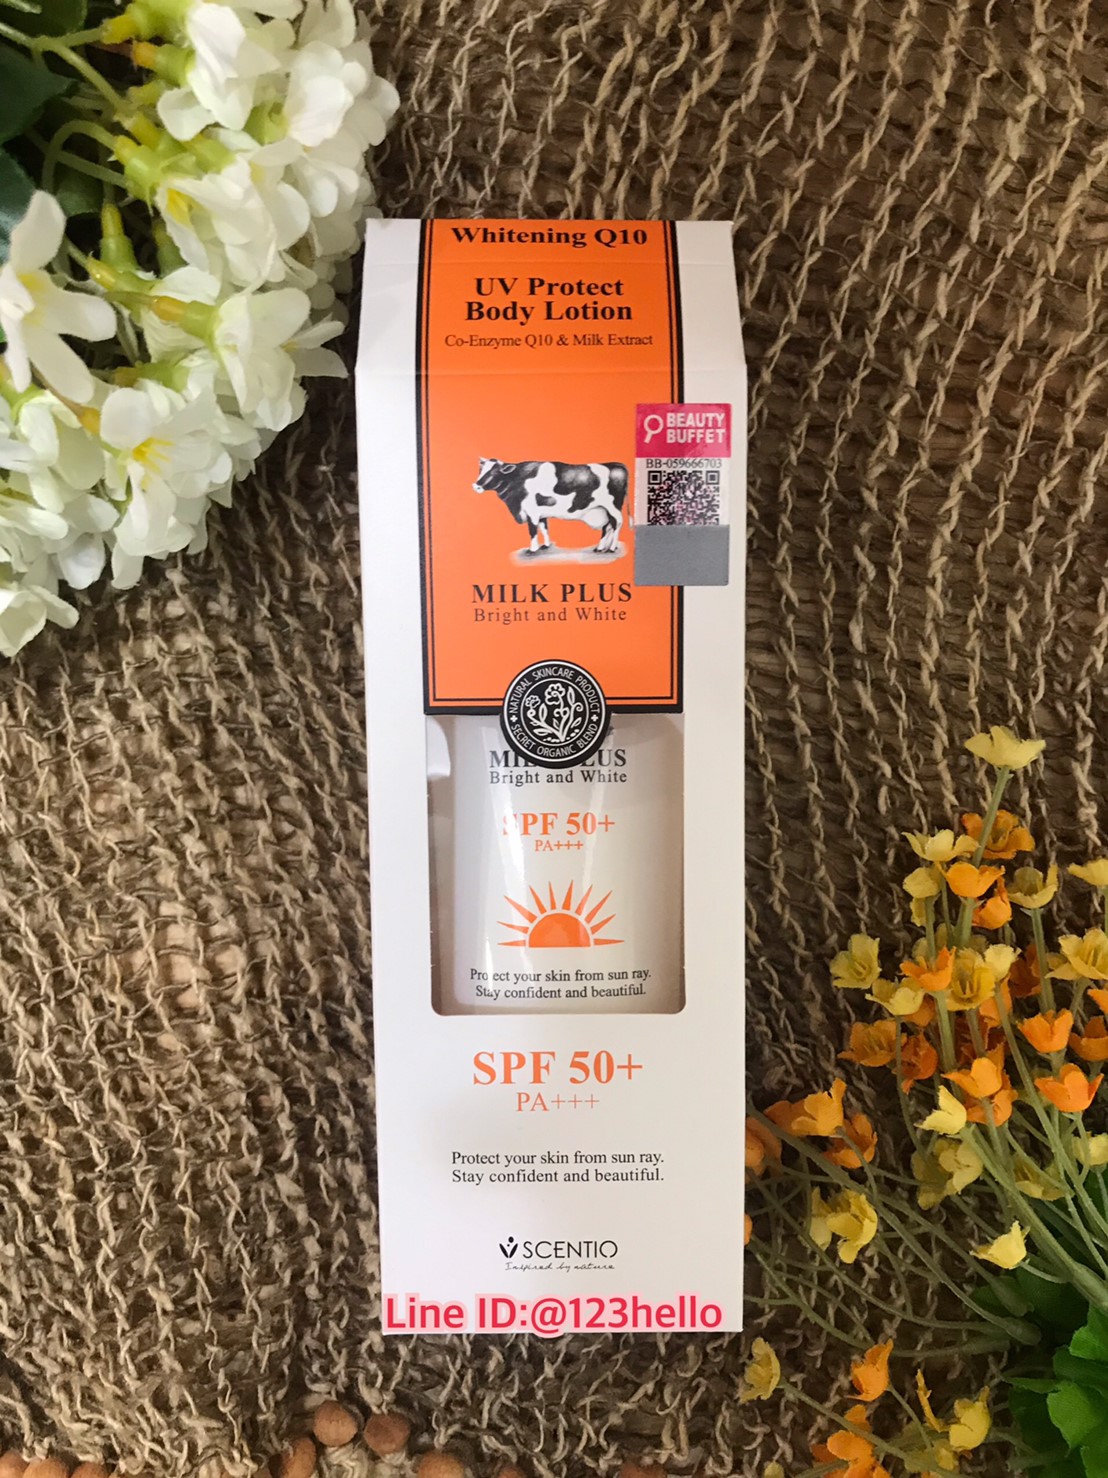 Whitening Q10
UV Protect
Body Lotion
Co-Enzyme Q10 & Milk Extract
BEAUTY
BUFFET
BB-059666703
MILK PLUS
Bright and White
NATURAL SKINCARE PRODUCT
SECRET ORGANIC BLEND
Bright and White
SPF 50+
PA+++
Protect your skin from sun ray.
Stay confident and beautiful.
SPF 50+
PA+++
Protect your skin from sun ray.
Stay confident and beautiful.
SCENTIO
Inspired by nature
Line ID:@123hello